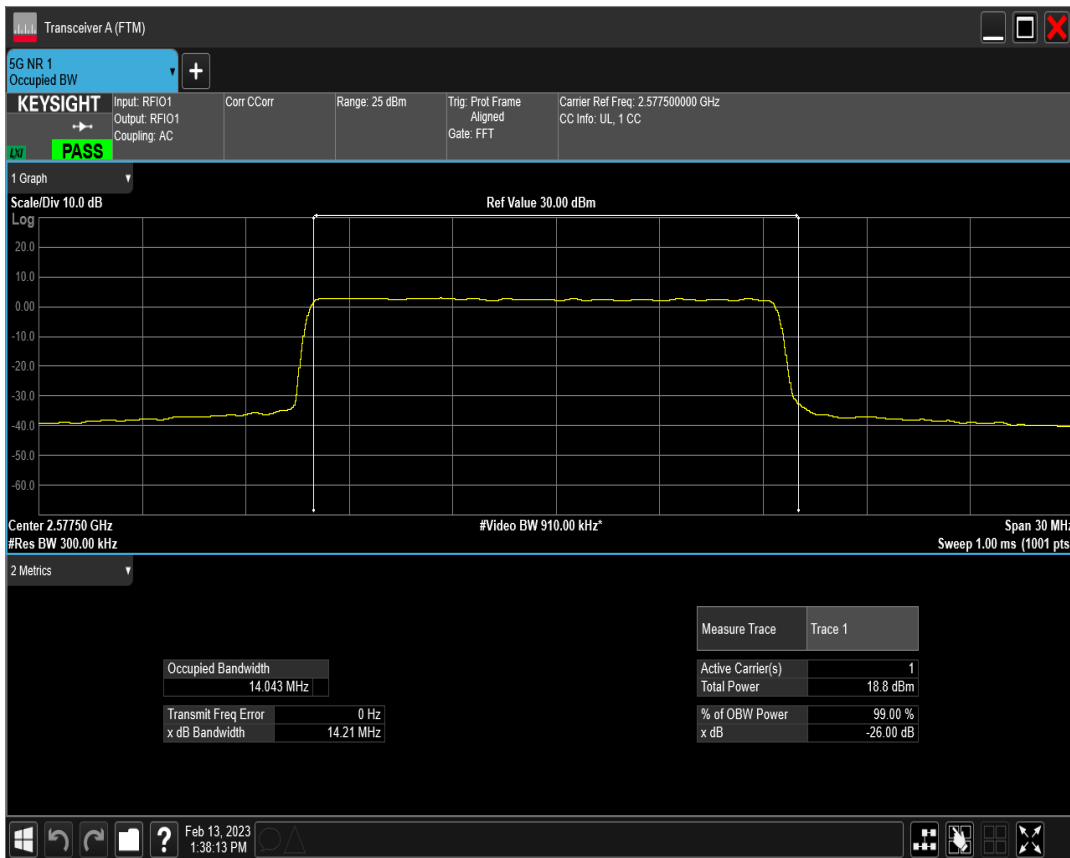 Transceiver A (FTM)
5G NR 1
Occupied BW
+
KEYSIGHT
LXI
PASS
Input: RFIO1
Output: RFIO1
Coupling: AC
Corr CCorr
Range: 25 dBm
Trig: Prot Frame
Aligned
Gate: FFT
Carrier Ref Freq: 2.577500000 GHz
CC Info: UL, 1 CC
1 Graph
Scale/Div 10.0 dB
Ref Value 30.00 dBm
Log
20.0
10.0
0.00
-10.0
-20.0
-30.0
-40.0
-50.0
-60.0
Center 2.57750 GHz
#Video BW 910.00 kHz*
Span 30 MHz
#Res BW 300.00 kHz
Sweep 1.00 ms (1001 pts
2 Metrics
Measure Trace Trace 1
Occupied Bandwidth
14.043 MHz
Active Carrier(s) 1
Total Power 18.8 dBm
Transmit Freq Error 0 Hz
x dB Bandwidth 14.21 MHz
% of OBW Power 99.00 %
x dB -26.00 dB
?
Feb 13, 2023
1:38:13 PM